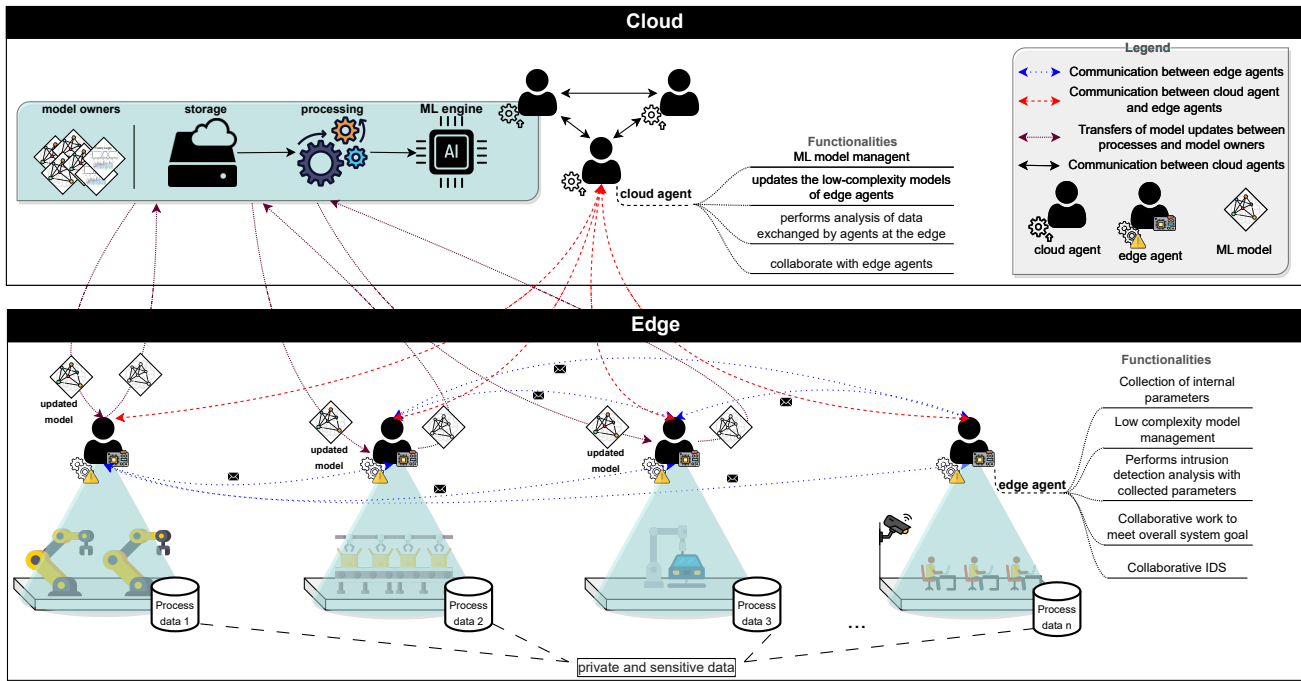 Cloud
model owners
storage
processing
ML engine
AI
cloud agent
Functionalities
ML model managent
updates the low-complexity models
of edge agents
performs analysis of data
exchanged by agents at the edge
collaborate with edge agents
Legend
Communication between edge agents
Communication between cloud agent
and edge agents
Transfers of model updates between
processes and model owners
Communication between cloud agents
cloud agent
edge agent
ML model
Edge
updated
model
updated
model
updated
model
edge agent
Functionalities
Collection of internal
parameters
Low complexity model
management
Performs intrusion
detection analysis with
collected parameters
Collaborative work to
meet overall system goal
Collaborative IDS
Process
data 1
Process
data 2
Process
data 3
...
Process
data n
private and sensitive data